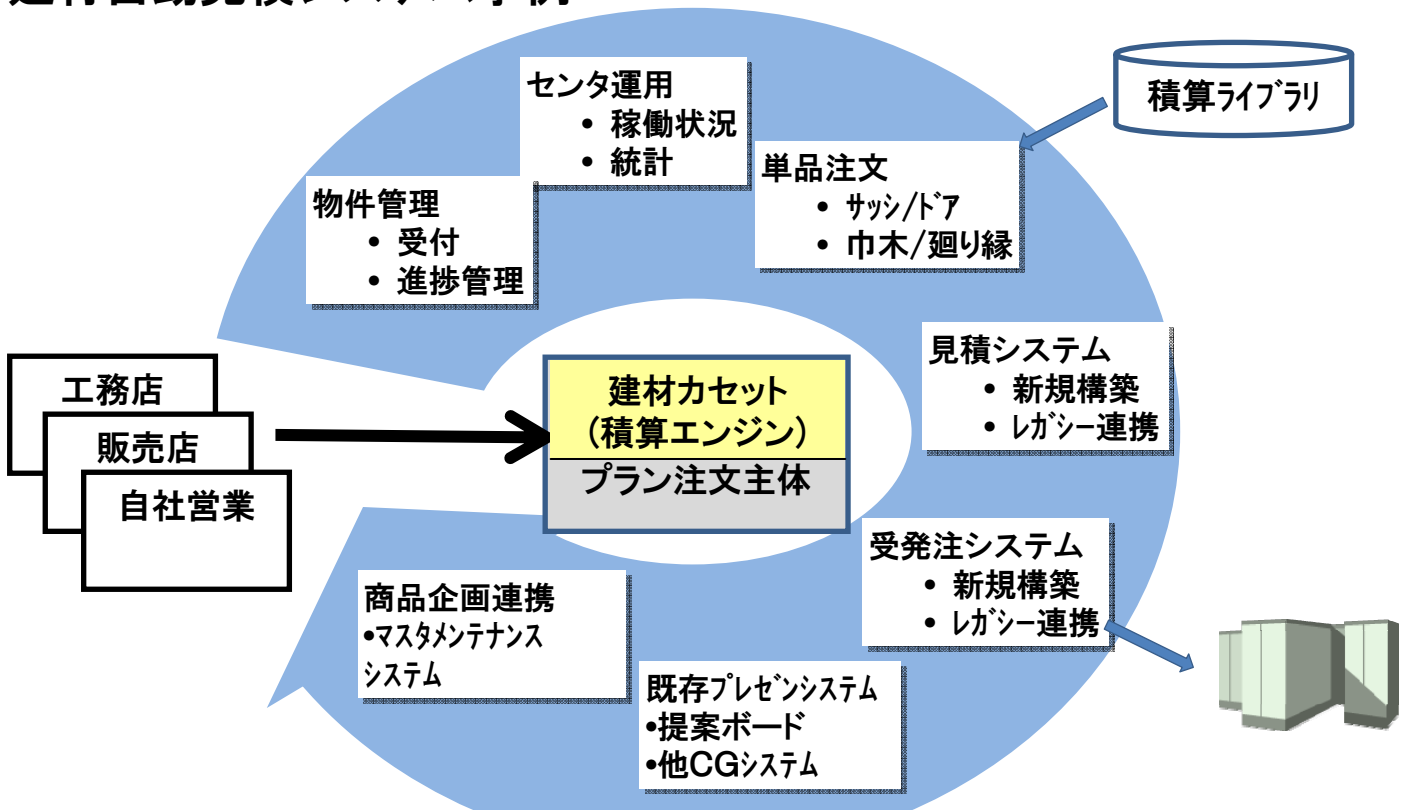 センタ運用
• 稼働状況
• 統計
積算ﾗｲﾌﾞﾗﾘ
単品注文
• ｻｯｼ/ﾄﾞｱ
• 巾木/廻り縁
物件管理
• 受付
• 進捗管理
見積システム
• 新規構築
• ﾚｶﾞｼｰ連携
工務店
販売店
自社営業
建材カセット
(積算エンジン)
プラン注文主体
受発注システム
• 新規構築
• ﾚｶﾞｼｰ連携
商品企画連携
•ﾏｽﾀﾒﾝﾃﾅﾝｽ
ｼｽﾃﾑ
既存ﾌﾟﾚｾﾞﾝｼｽﾃﾑ
•提案ボード
•他CGｼｽﾃﾑ